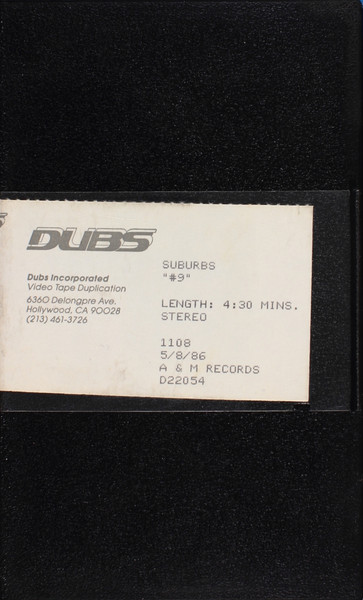 DUBS
Dubs Incorporated
Video Tape Duplication
6360 Delongpre Ave.
Hollywood, CA 90028
(213) 461-3726
SUBURBS
"#9"
LENGTH: 4:30 MINS.
STEREO
1108
5/8/86
A & M RECORDS
D22054